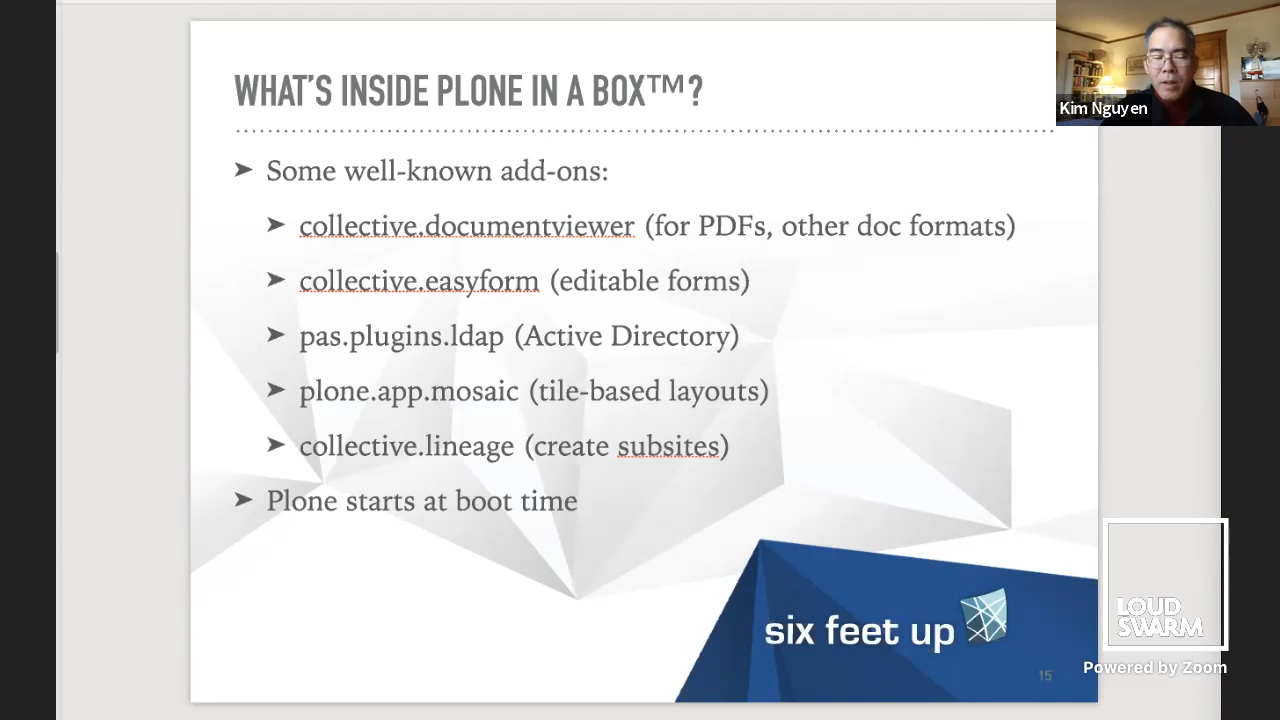 WHAT'S INSIDE PLONE IN A BOX™?
Kim Nguyen
➤ Some well-known add-ons:
➤ collective.documentviewer (for PDFs, other doc formats)
➤ collective.easyform (editable forms)
➤ pas.plugins.ldap (Active Directory)
➤ plone.app.mosaic (tile-based layouts)
➤ collective.lineage (create subsites)
➤ Plone starts at boot time
six feet up
15
LOUD
SWARM
Powered by Zoom